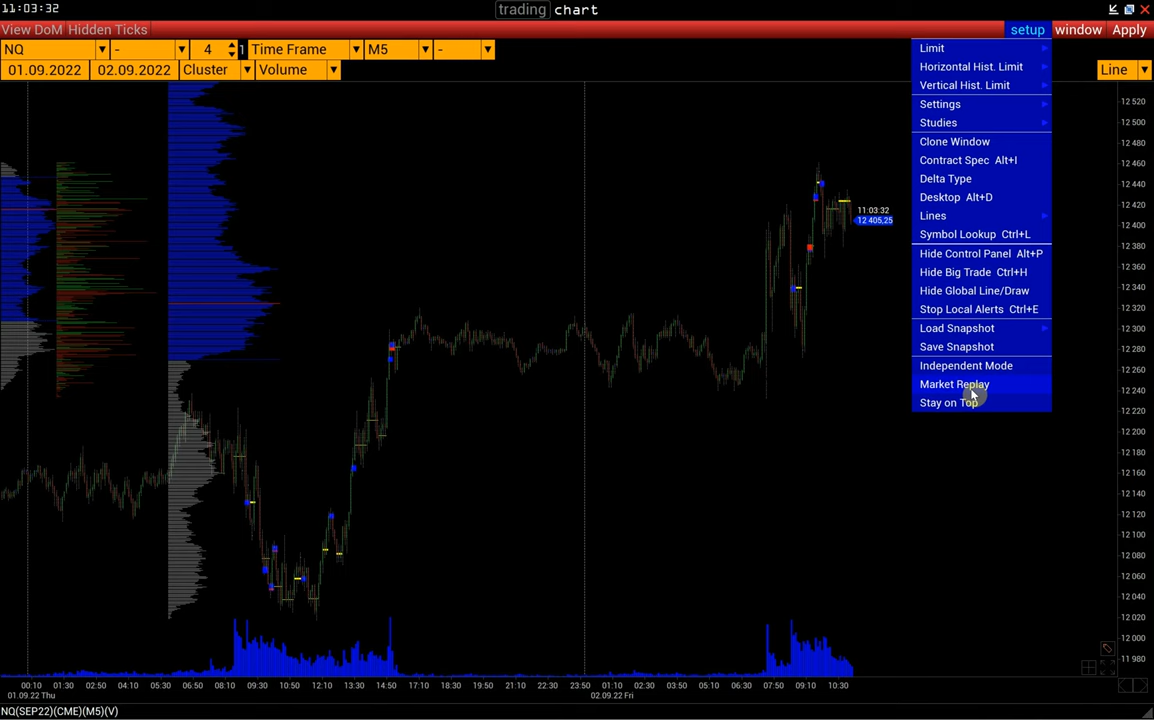 11:03:32 trading chart
View DoM Hidden Ticks setup window Apply
NQ - 4 1 Time Frame M5 -
01.09.2022 02.09.2022 Cluster Volume Line
Limit
Horizontal Hist. Limit
Vertical Hist. Limit
Settings
Studies
Clone Window
Contract Spec Alt+I
Delta Type
Desktop Alt+D
Lines
Symbol Lookup Ctrl+L
Hide Control Panel Alt+P
Hide Big Trade Ctrl+H
Hide Global Line/Draw
Stop Local Alerts Ctrl+E
Load Snapshot
Save Snapshot
Independent Mode
Market Replay
Stay on Top
11:03:32
12 405,25
12 520
12 500
12 480
12 460
12 440
12 420
12 400
12 380
12 360
12 340
12 320
12 300
12 280
12 260
12 240
12 220
12 200
12 180
12 160
12 140
12 120
12 100
12 080
12 060
12 040
12 020
12 000
11 980
00:10 01:30 02:50 04:10 05:30 06:50 08:10 09:30 10:50 12:10 13:30 14:50 17:10 18:30 19:50 21:10 22:30 23:50 01:10 02:30 03:50 05:10 06:30 07:50 09:10 10:30
01.09.22 Thu 02.09.22 Fri
NQ(SEP22)(CME)(M5)(V)